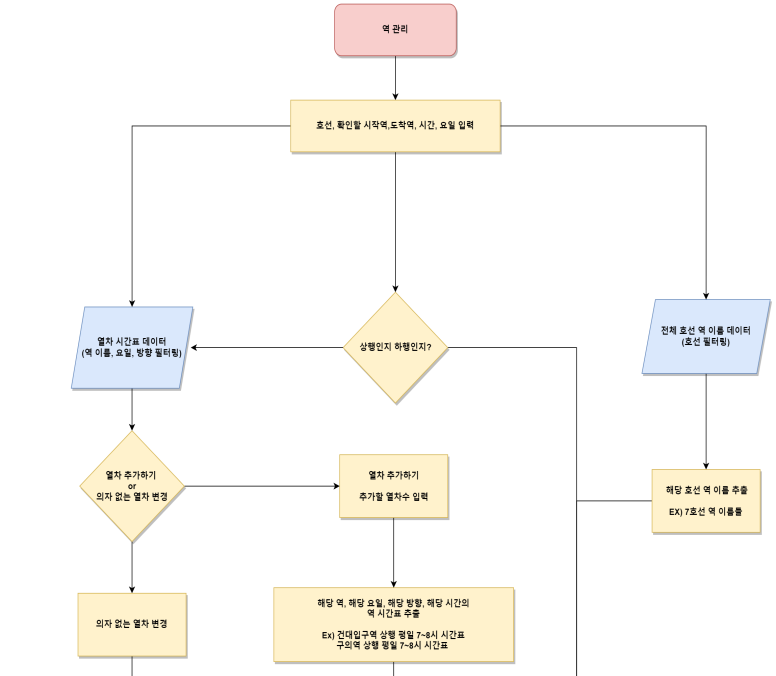 역 관리
호선, 확인할 시작역,도착역, 시간, 요일 입력
열차 시간표 데이터
(역 이름, 요일, 방향 필터링)
상행인지 하행인지?
전체 호선 역 이름 데이터
(호선 필터링)
열차 추가하기
or
의자 없는 열차 변경
열차 추가하기
추가할 열차수 입력
해당 호선 역 이름 추출
EX) 7호선 역 이름들
의자 없는 열차 변경
해당 역, 해당 요일, 해당 방향, 해당 시간의
역 시간표 추출
Ex) 건대입구역 상행 평일 7~8시 시간표
구의역 상행 평일 7~8시 시간표